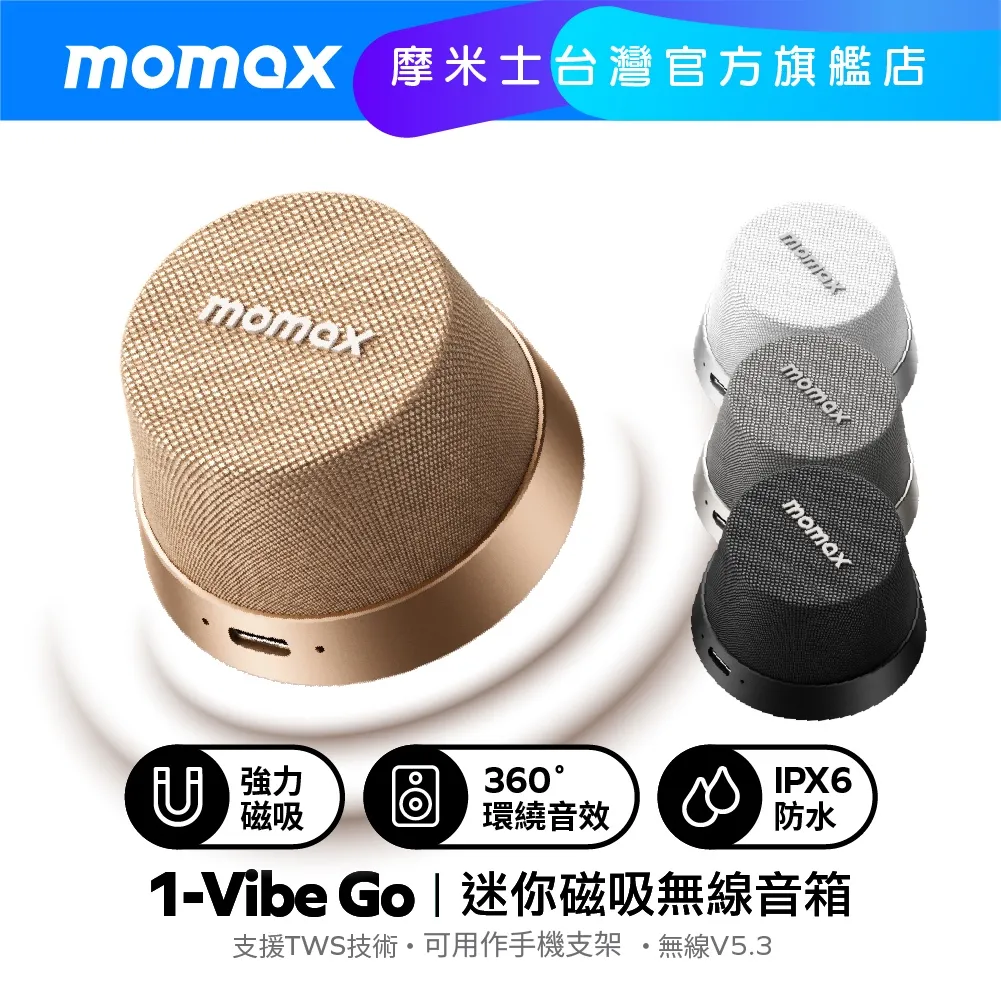 momax 摩米士台灣官方旗艦店
momax
momax
momax
momax
強力
磁吸
360°
環繞音效
IPX6
防水
1-Vibe Go | 迷你磁吸無線音箱
支援TWS技術・可用作手機支架 ・無線V5.3